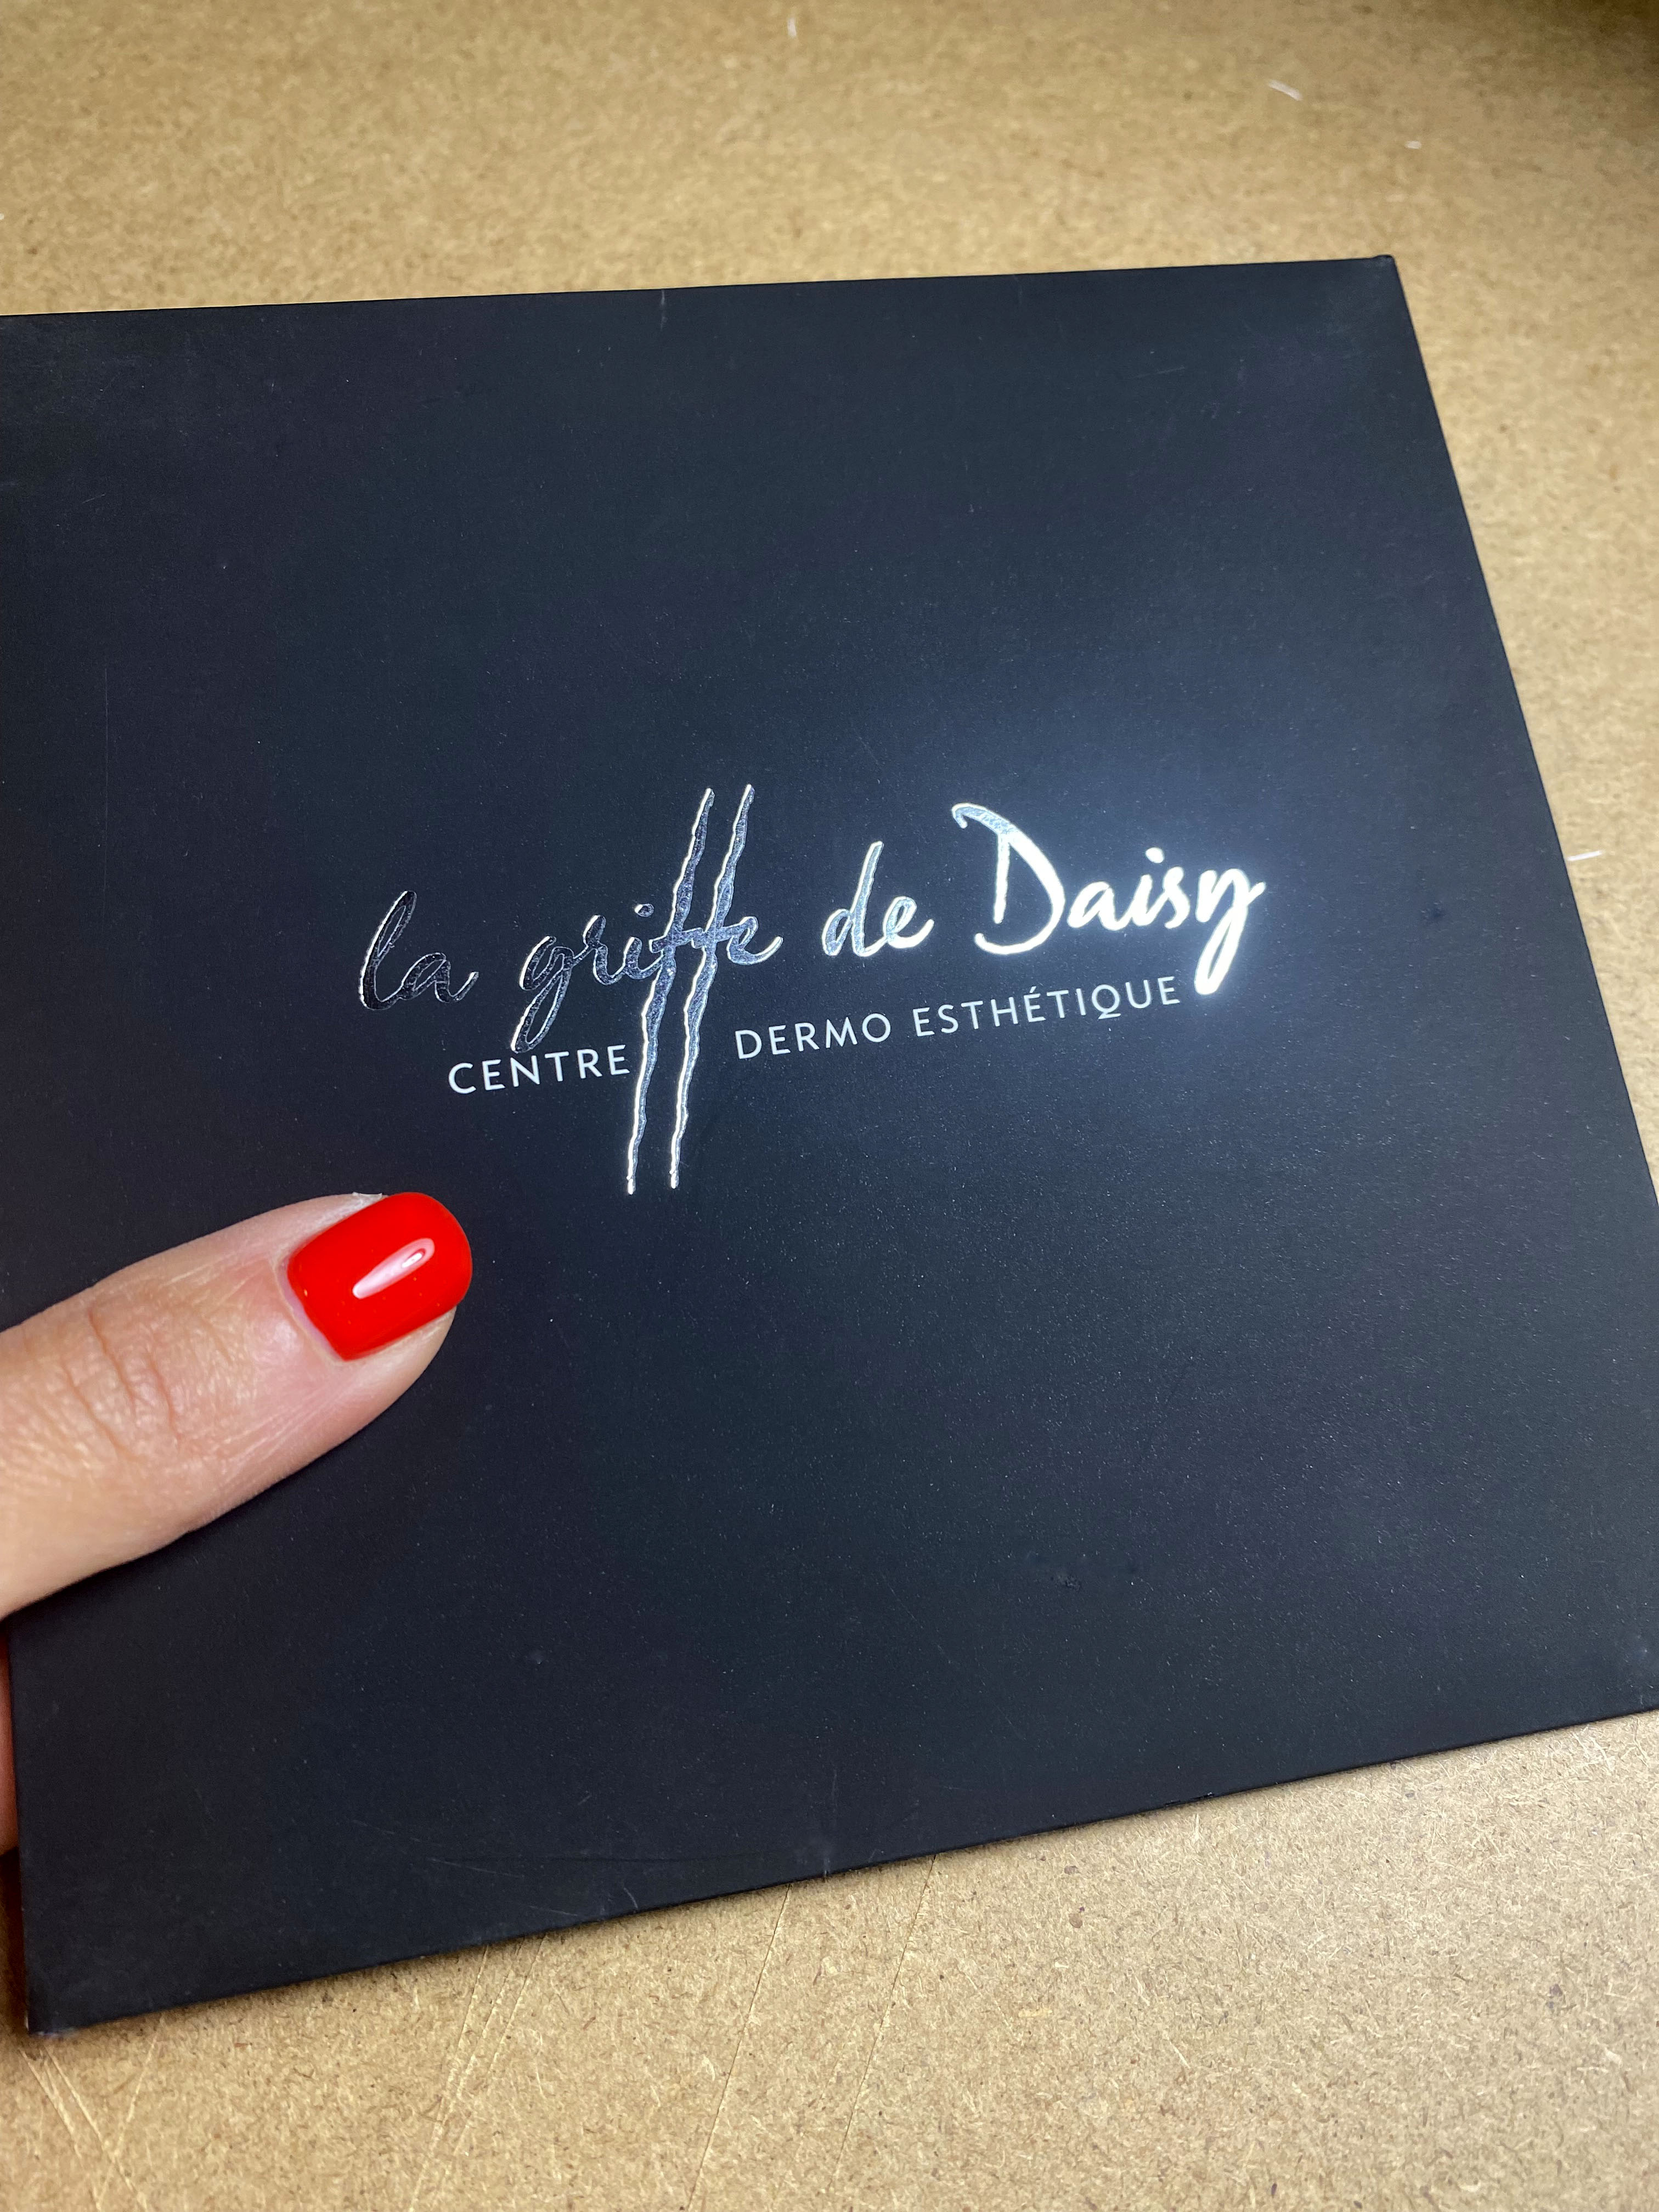 la griffe de Daisy
CENTRE DERMO ESTHÉTIQUE